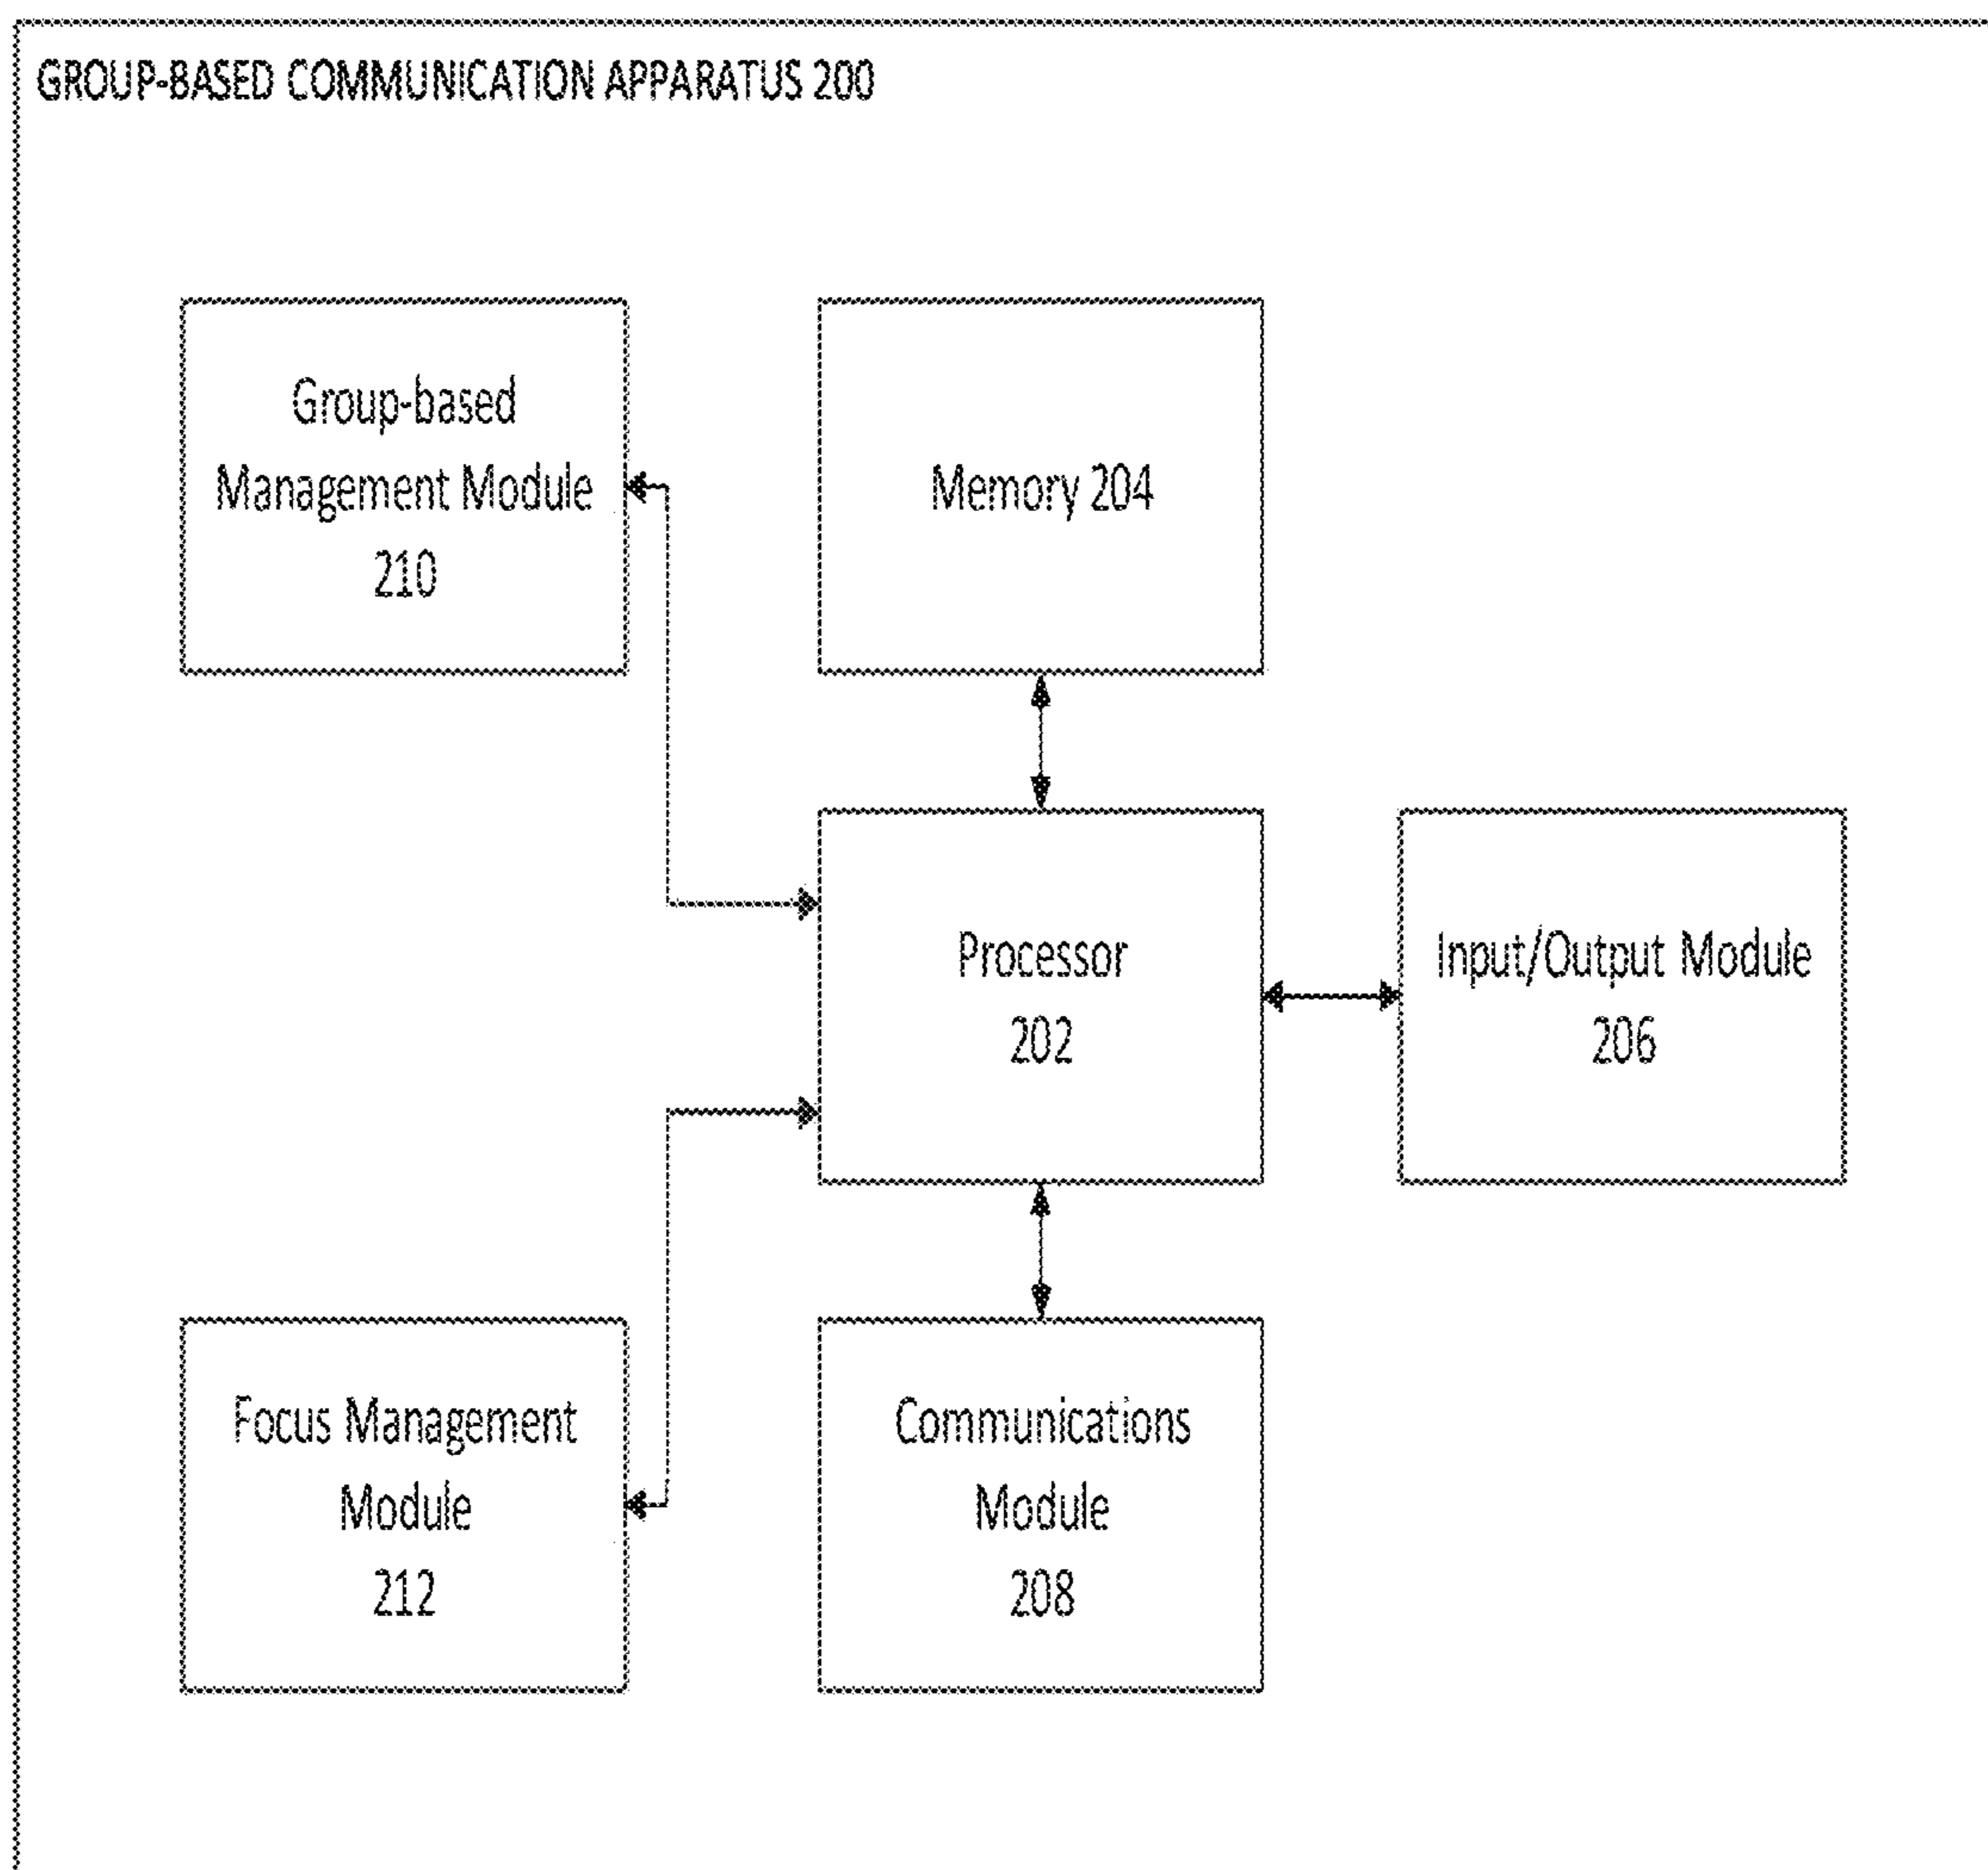 GROUP-BASED COMMUNICATION APPARATUS 200
Group-based
Management Module
210
Memory 204
Processor
202
Input/Output Module
206
Focus Management
Module
212
Communications
Module
208